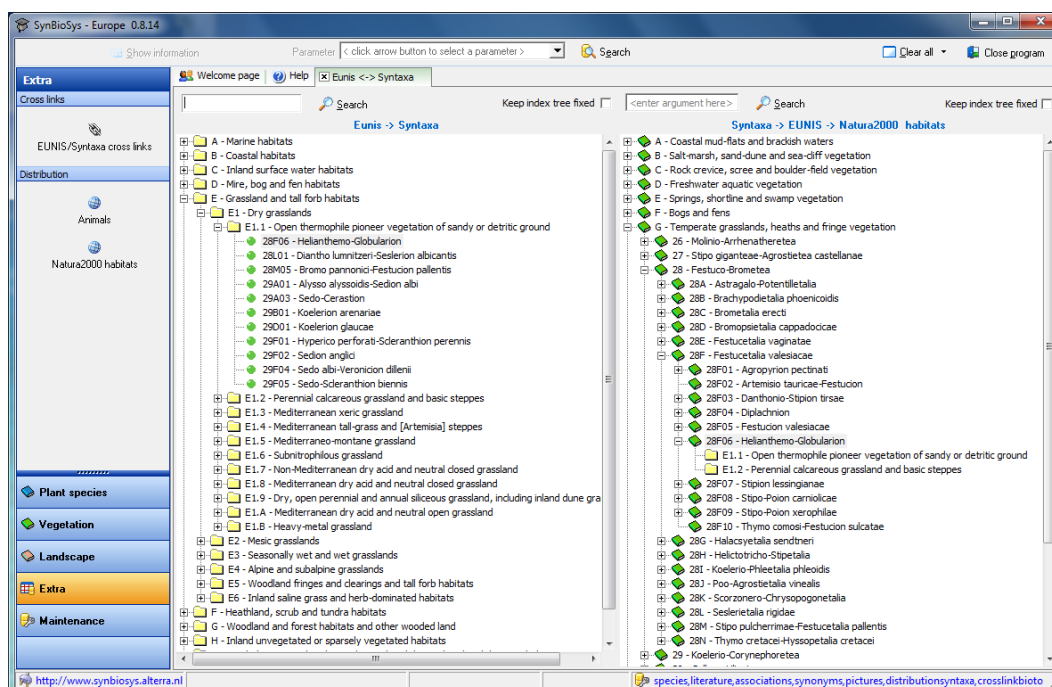 SynBioSys - Europe 0.8.14
Show information
Parameter < click arrow button to select a parameter > Search
Clear all Close program
Extra
Cross links
EUNIS/Syntaxa cross links
Distribution
Animals
Natura2000 habitats
Plant species
Vegetation
Landscape
Extra
Maintenance
Welcome page Help Eunis <-> Syntaxa
Search Keep index tree fixed
Eunis -> Syntaxa
A - Marine habitats
B - Coastal habitats
C - Inland surface water habitats
D - Mire, bog and fen habitats
E - Grassland and tall forb habitats
E1 - Dry grasslands
E1.1 - Open thermophile pioneer vegetation of sandy or detritic ground
28F06 - Helianthemo-Globularion
28L01 - Diantho lumnitzeri-Seslerion albicantis
28M05 - Bromo pannonici-Festucion pallentis
29A01 - Alysso alyssoidis-Sedion albi
29A03 - Sedo-Cerastion
29B01 - Koelerion arenariae
29D01 - Koelerion glaucae
29F01 - Hyperico perforati-Scleranthion perennis
29F02 - Sedion anglici
29F04 - Sedo albi-Veronicion dillenii
29F05 - Sedo-Scleranthion biennis
E1.2 - Perennial calcareous grassland and basic steppes
E1.3 - Mediterranean xeric grassland
E1.4 - Mediterranean tall-grass and [Artemisia] steppes
E1.5 - Mediterraneo-montane grassland
E1.6 - Subnitrophilous grassland
E1.7 - Non-Mediterranean dry acid and neutral closed grassland
E1.8 - Mediterranean dry acid and neutral closed grassland
E1.9 - Dry, open perennial and annual siliceous grassland, including inland dune gra
E1.A - Mediterranean dry acid and neutral open grassland
E1.B - Heavy-metal grassland
E2 - Mesic grasslands
E3 - Seasonally wet and wet grasslands
E4 - Alpine and subalpine grasslands
E5 - Woodland fringes and clearings and tall forb habitats
E6 - Inland saline grass and herb-dominated habitats
F - Heathland, scrub and tundra habitats
G - Woodland and forest habitats and other wooded land
H - Inland unvegetated or sparsely vegetated habitats
<enter argument here> Search Keep index tree fixed
Syntaxa -> EUNIS -> Natura2000 habitats
A - Coastal mud-flats and brackish waters
B - Salt-marsh, sand-dune and sea-cliff vegetation
C - Rock crevice, scree and boulder-field vegetation
D - Freshwater aquatic vegetation
E - Springs, shortline and swamp vegetation
F - Bogs and fens
G - Temperate grasslands, heaths and fringe vegetation
26 - Molinio-Arrhenatheretea
27 - Stipo giganteae-Agrostietea castellanae
28 - Festuco-Brometea
28A - Astragalo-Potentilletalia
28B - Brachypodietalia phoenicoidis
28C - Brometalia erecti
28D - Bromopsietalia cappadocicae
28E - Festucetalia vaginatae
28F - Festucetalia valesiacae
28F01 - Agropyrion pectinati
28F02 - Artemisio tauricae-Festucion
28F03 - Danthonio-Stipion tirsae
28F04 - Diplachnion
28F05 - Festucion valesiacae
28F06 - Helianthemo-Globularion
E1.1 - Open thermophile pioneer vegetation of sandy or detritic ground
E1.2 - Perennial calcareous grassland and basic steppes
28F07 - Stipion lessingianae
28F08 - Stipo-Poion carniolicae
28F09 - Stipo-Poion xerophilae
28F10 - Thymo comosi-Festucion sulcatae
28G - Halacsyetalia sendtneri
28H - Helictotricho-Stipetalia
28I - Koelerio-Phleetalia phleoidis
28J - Poo-Agrostietalia vinealis
28K - Scorzonero-Chrysopogonetalia
28L - Seslerietalia rigidae
28M - Stipo pulcherrimae-Festucetalia pallentis
28N - Thymo cretacei-Hyssopetalia cretacei
29 - Koelerio-Corynephoretea
http://www.synbiosys.alterra.nl
species,literature,associations,synonyms,pictures,distributionsyntaxa,crosslinkbioto